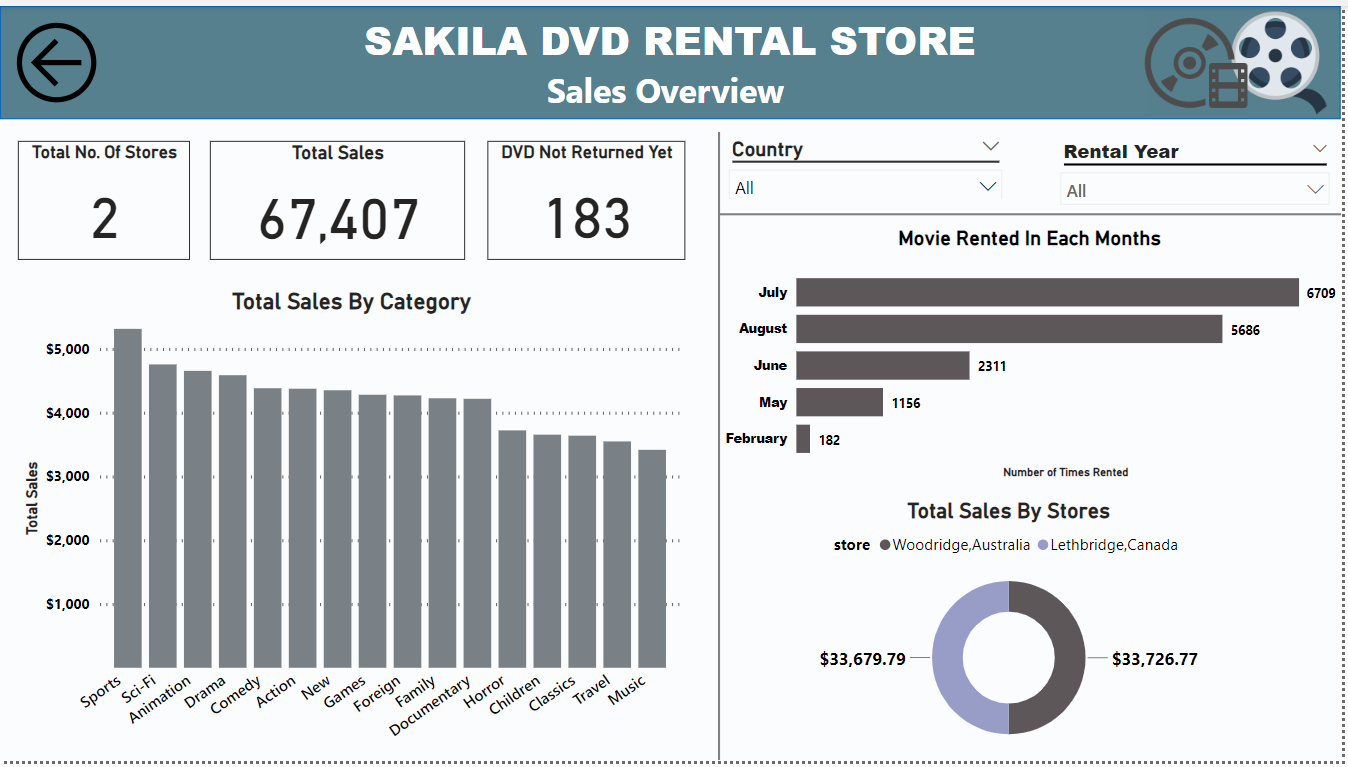 SAKILA DVD RENTAL STORE
Sales Overview
Total No. Of Stores
2
Total Sales
67,407
DVD Not Returned Yet
183
Country
All
Rental Year
All
Total Sales By Category
Total Sales
$5,000
$4,000
$3,000
$2,000
$1,000
Sports
Sci-Fi
Animation
Drama
Comedy
Action
New
Games
Foreign
Family
Documentary
Horror
Children
Classics
Travel
Music
Movie Rented In Each Months
July 6709
August 5686
June 2311
May 1156
February 182
Number of Times Rented
Total Sales By Stores
store Woodridge,Australia Lethbridge,Canada
$33,679.79 $33,726.77